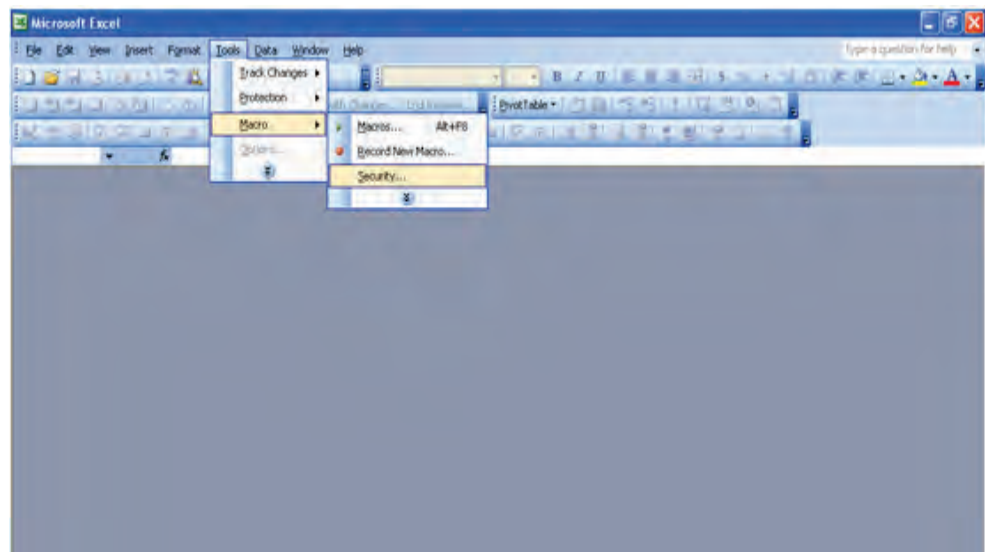 Microsoft Excel
File Edit View Insert Format Tools Data Window Help Type a question for help
Track Changes
B I U
Protection
PivotTable
Macro
Macros... Alt+F8
Options...
Record New Macro...
Security...